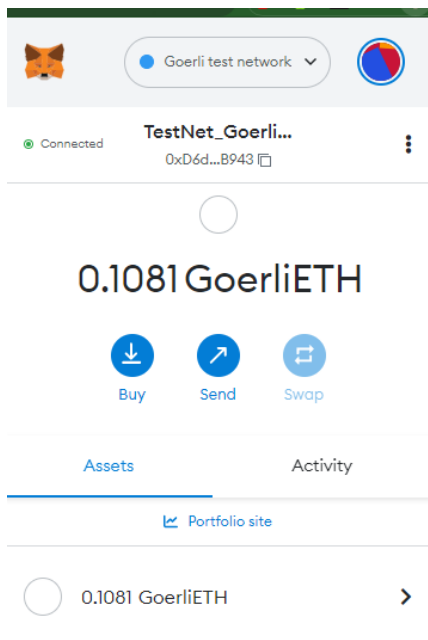 Goerli test network
Connected
TestNet_Goerli...
0xD6d...B943
0.1081 GoerliETH
Buy Send Swap
Assets Activity
Portfolio site
0.1081 GoerliETH